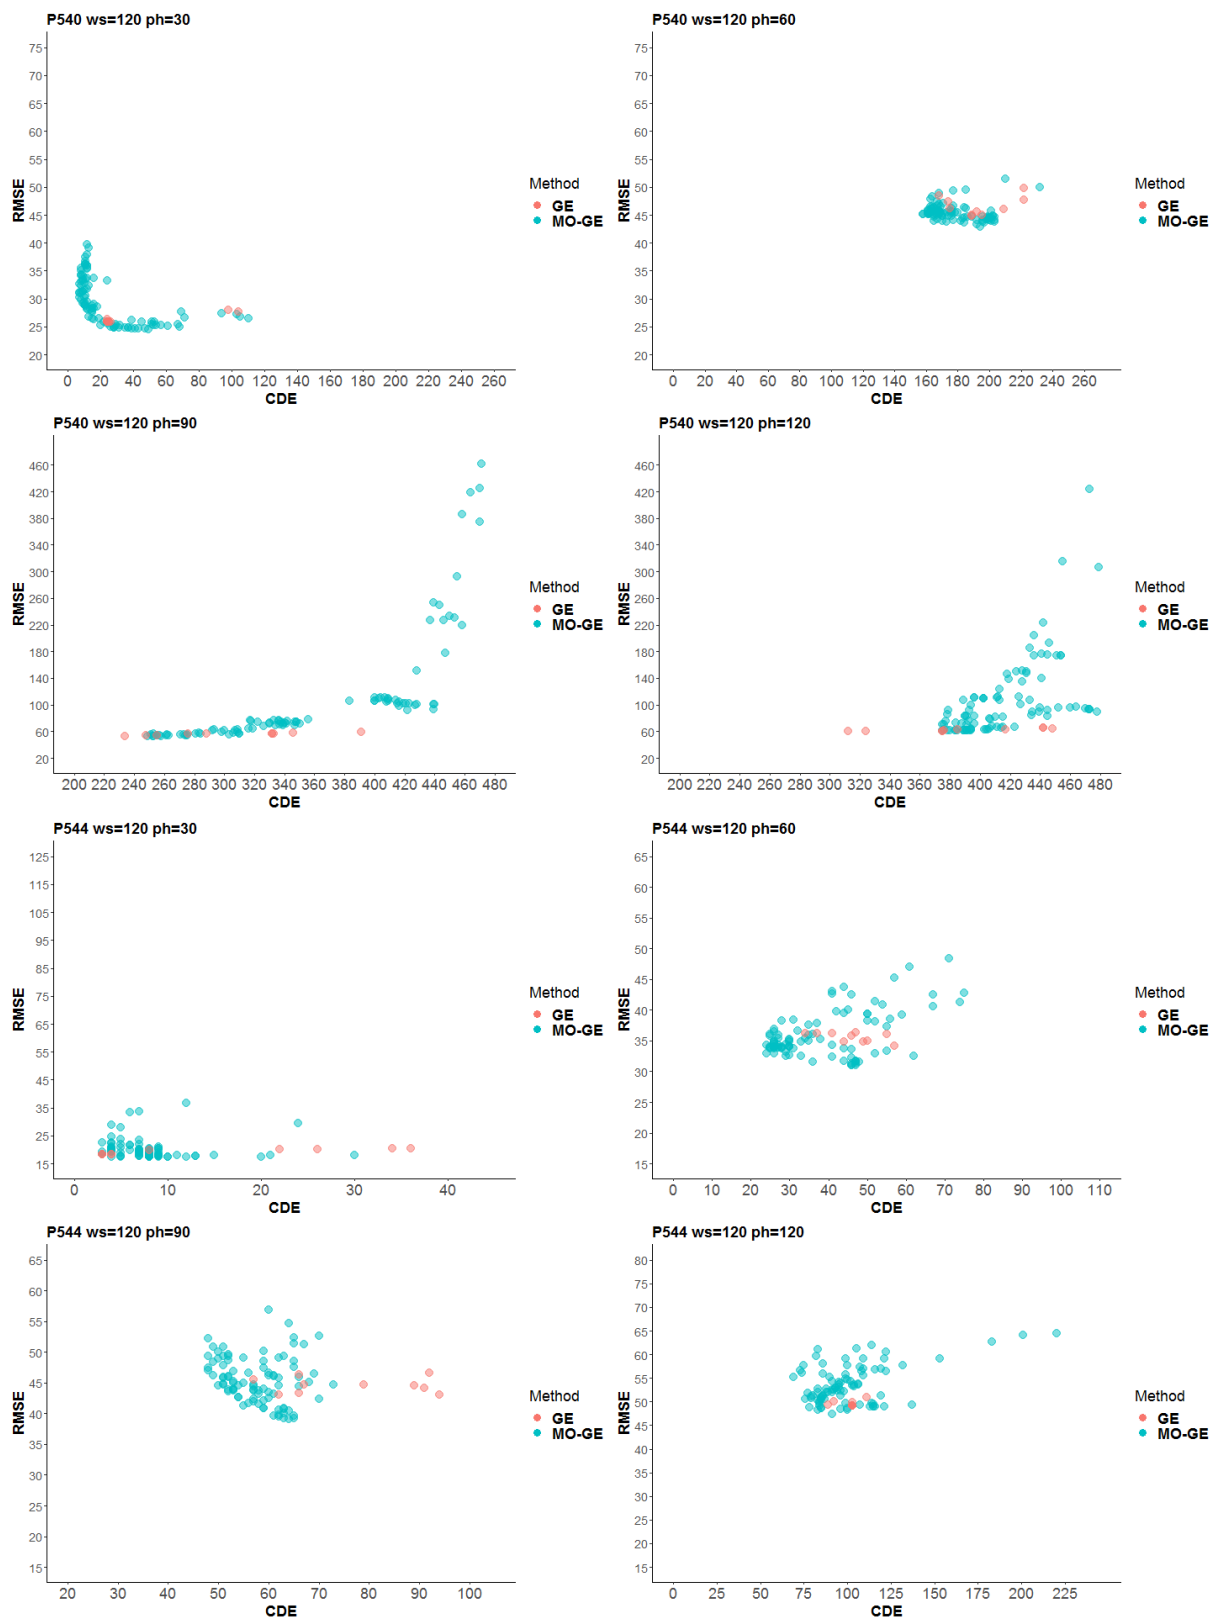 P540 ws=120 ph=30
75
70
65
60
55
50
45
40
35
30
25
20
RMSE
0 20 40 60 80 100 120 140 160 180 200 220 240 260
CDE
Method
GE
MO-GE
P540 ws=120 ph=60
75
70
65
60
55
50
45
40
35
30
25
20
RMSE
0 20 40 60 80 100 120 140 160 180 200 220 240 260
CDE
Method
GE
MO-GE
P540 ws=120 ph=90
460
420
380
340
300
260
220
180
140
100
60
20
RMSE
200 220 240 260 280 300 320 340 360 380 400 420 440 460 480
CDE
Method
GE
MO-GE
P540 ws=120 ph=120
460
420
380
340
300
260
220
180
140
100
60
20
RMSE
200 220 240 260 280 300 320 340 360 380 400 420 440 460 480
CDE
Method
GE
MO-GE
P544 ws=120 ph=30
125
115
105
95
85
75
65
55
45
35
25
15
RMSE
0 10 20 30 40
CDE
Method
GE
MO-GE
P544 ws=120 ph=60
65
60
55
50
45
40
35
30
25
20
15
RMSE
0 10 20 30 40 50 60 70 80 90 100 110
CDE
Method
GE
MO-GE
P544 ws=120 ph=90
65
60
55
50
45
40
35
30
25
20
15
RMSE
20 30 40 50 60 70 80 90 100
CDE
Method
GE
MO-GE
P544 ws=120 ph=120
80
75
70
65
60
55
50
45
40
35
30
25
20
15
RMSE
0 25 50 75 100 125 150 175 200 225
CDE
Method
GE
MO-GE